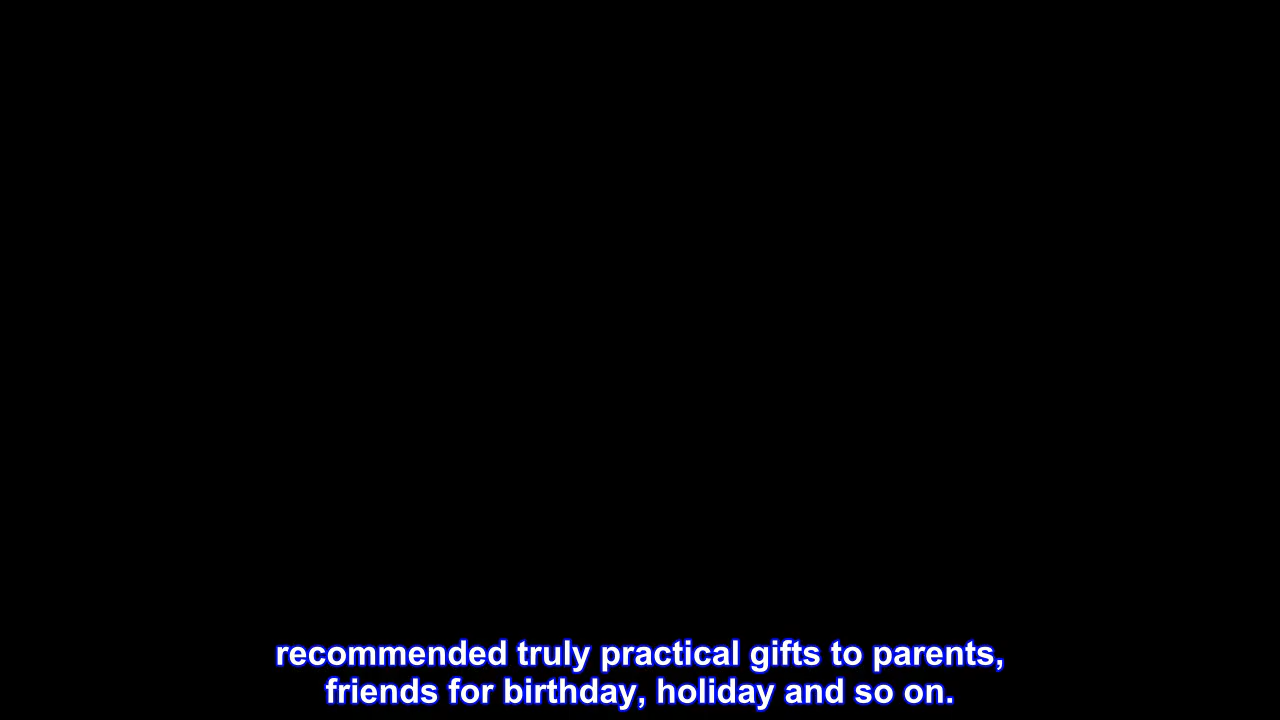 recommended truly practical gifts to parents,
friends for birthday, holiday and so on.